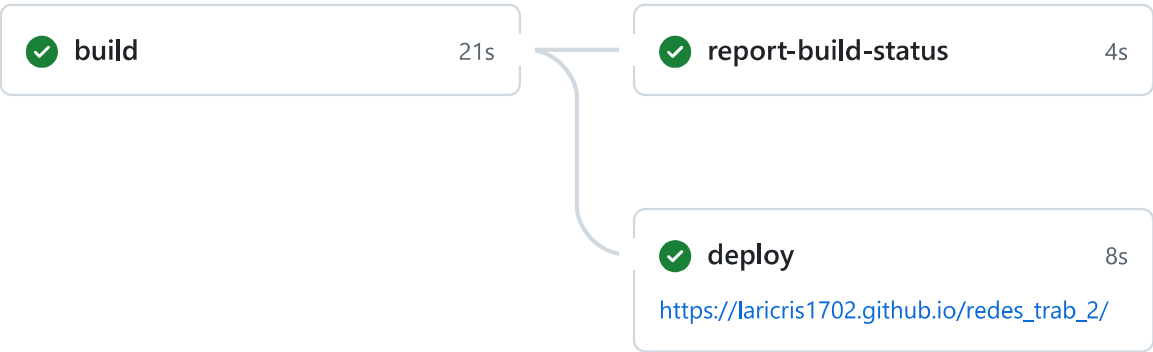 build 21s
report-build-status 4s
deploy 8s
https://laricris1702.github.io/redes_trab_2/